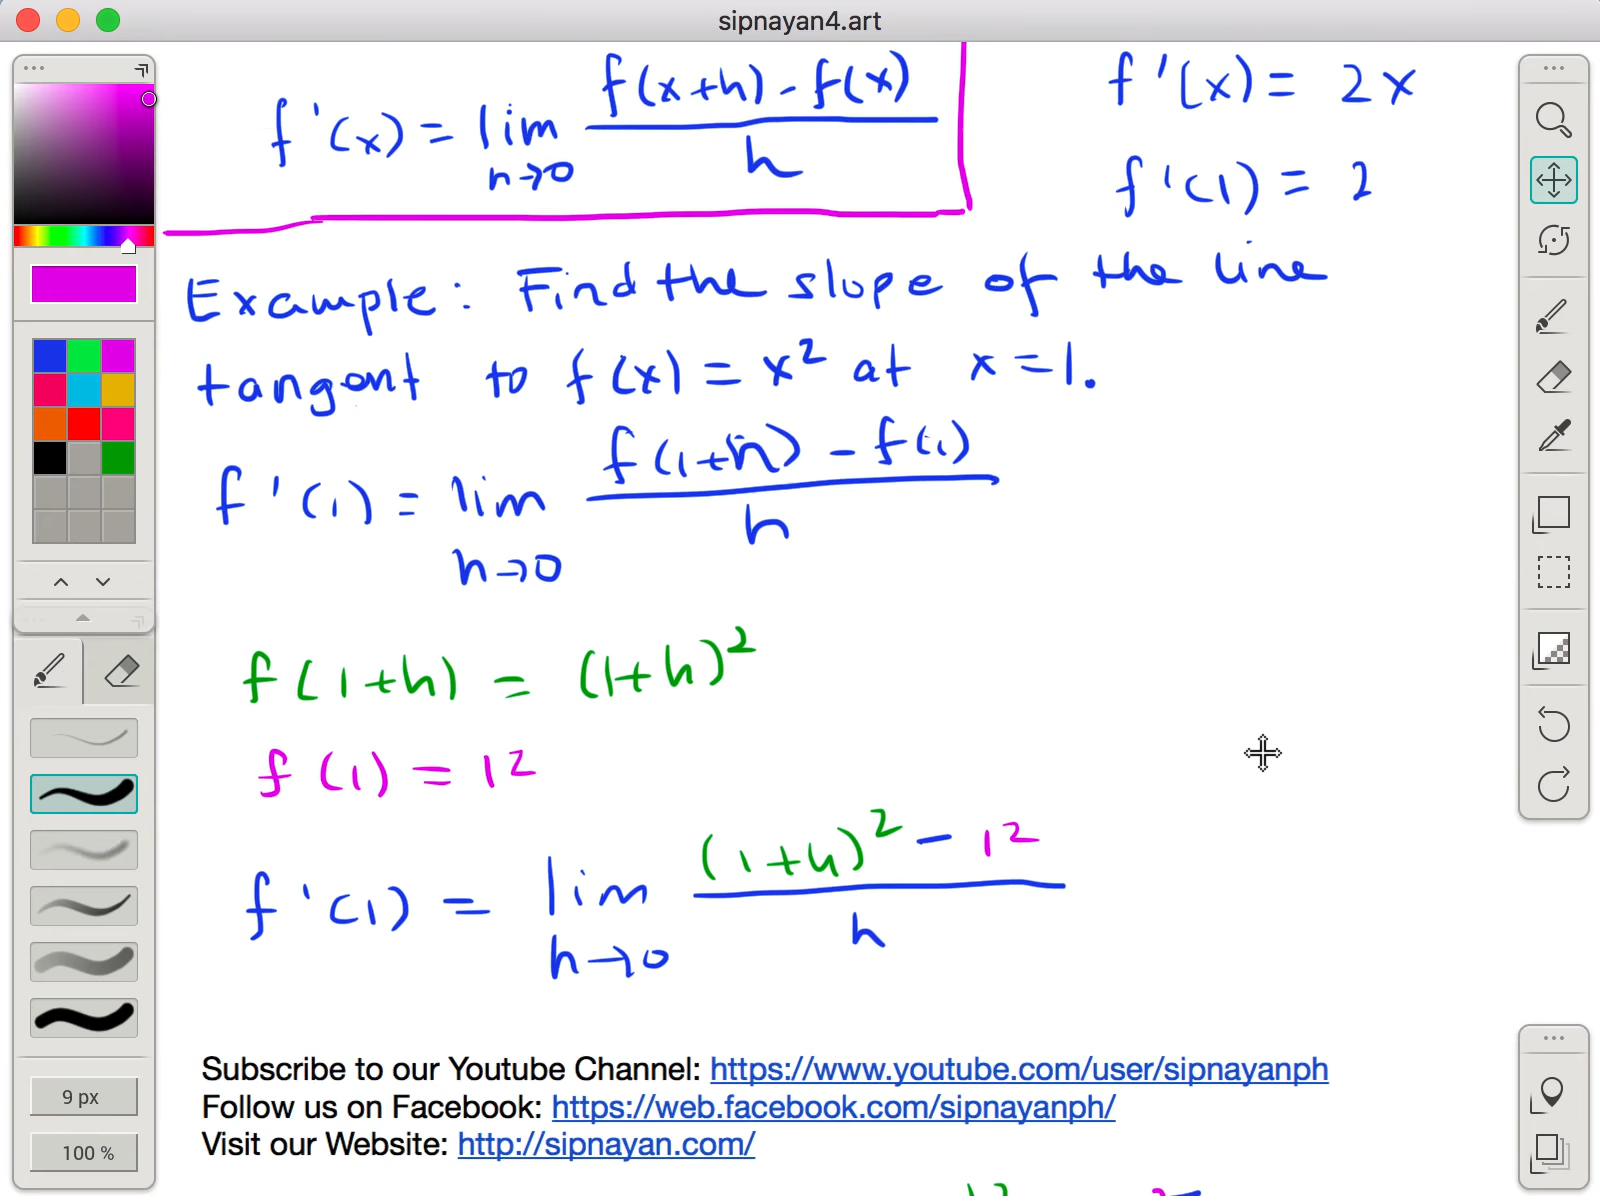 sipnayan4.art
f'(x) = lim h→0 f(x+h) - f(x) / h
f'(x) = 2x
f'(1) = 2
Example: Find the slope of the line
tangent to f(x) = x² at x = 1.
f'(1) = lim h→0 f(1+h) - f(1) / h
f(1+h) = (1+h)²
f(1) = 1²
f'(1) = lim h→0 (1+h)² - 1² / h
Subscribe to our Youtube Channel: https://www.youtube.com/user/sipnayanph
Follow us on Facebook: https://web.facebook.com/sipnayanph/
Visit our Website: http://sipnayan.com/
9 px
100 %